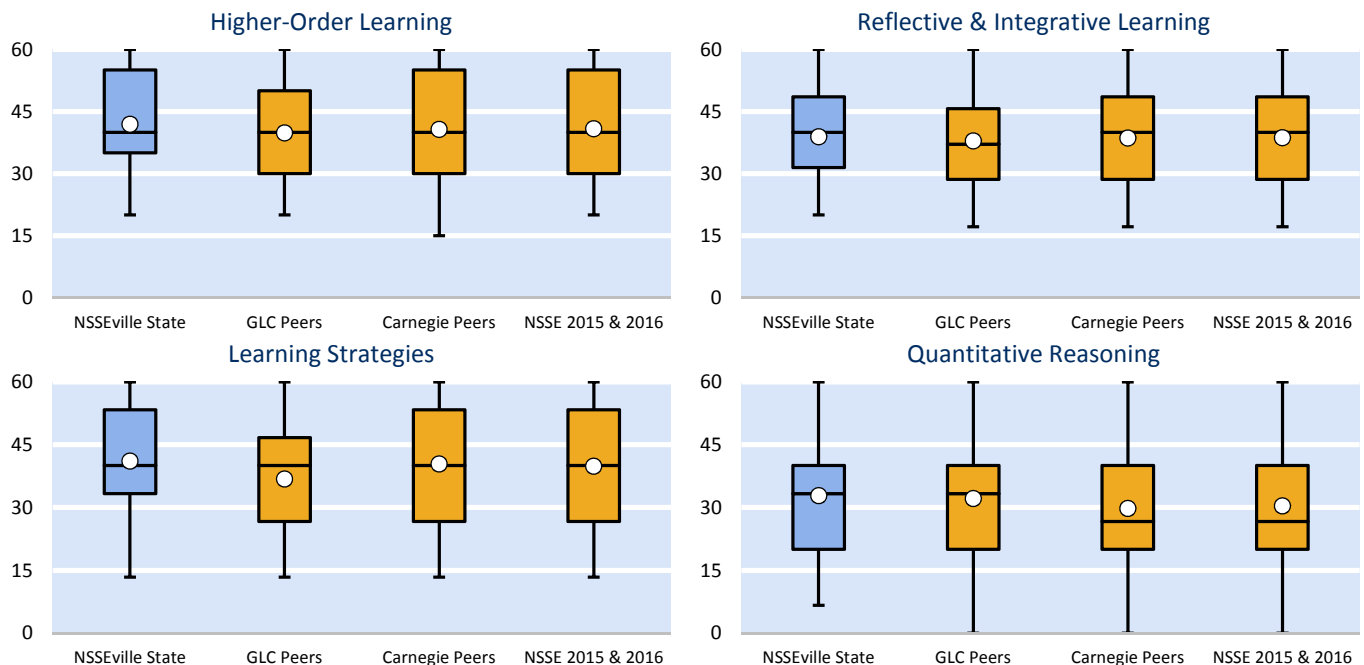 Higher-Order Learning
60
45
30
15
0
NSSEville State GLC Peers Carnegie Peers NSSE 2015 & 2016
Reflective & Integrative Learning
60
45
30
15
0
NSSEville State GLC Peers Carnegie Peers NSSE 2015 & 2016
Learning Strategies
60
45
30
15
0
NSSEville State GLC Peers Carnegie Peers NSSE 2015 & 2016
Quantitative Reasoning
60
45
30
15
0
NSSEville State GLC Peers Carnegie Peers NSSE 2015 & 2016